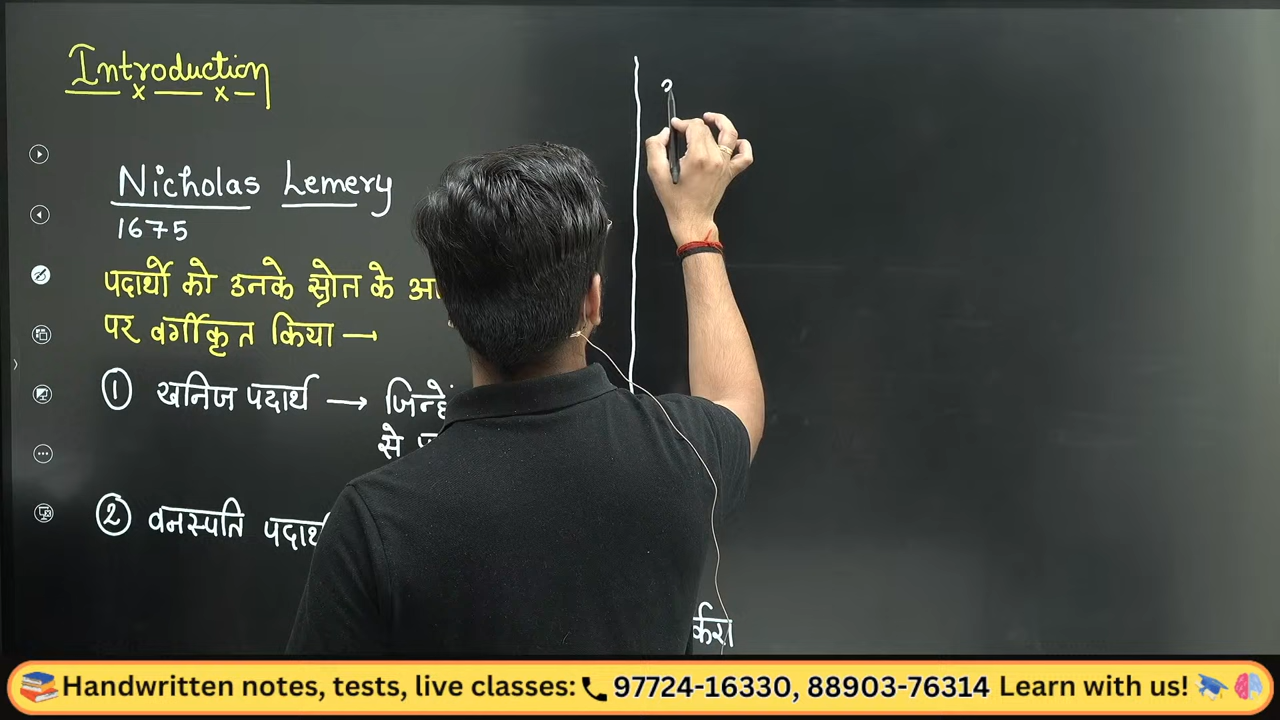 Introduction
Nicholas Lemery
1675
पदार्थो को उनके स्रोत के
पर वर्गीकृत किया →
① खनिज पदार्थ → जिन्हें
से
② वनस्पति पदार्थ
Handwritten notes, tests, live classes: 97724-16330, 88903-76314 Learn with us!